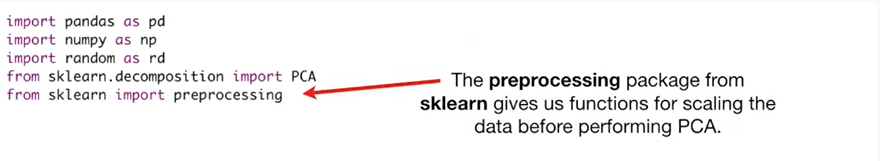 import pandas as pd
import numpy as np
import random as rd
from sklearn.decomposition import PCA
from sklearn import preprocessing
The preprocessing package from
sklearn gives us functions for scaling the
data before performing PCA.